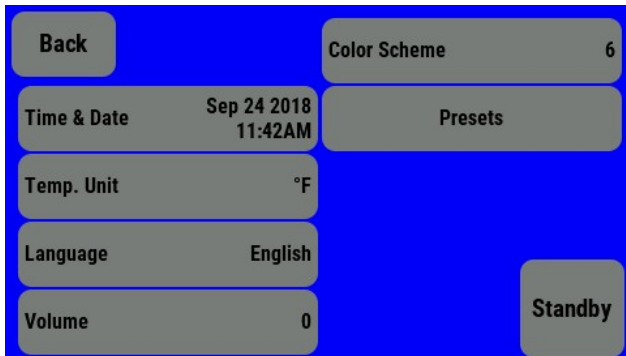 Back
Color Scheme 6
Time & Date Sep 24 2018
11:42AM
Presets
Temp. Unit °F
Language English
Volume 0
Standby